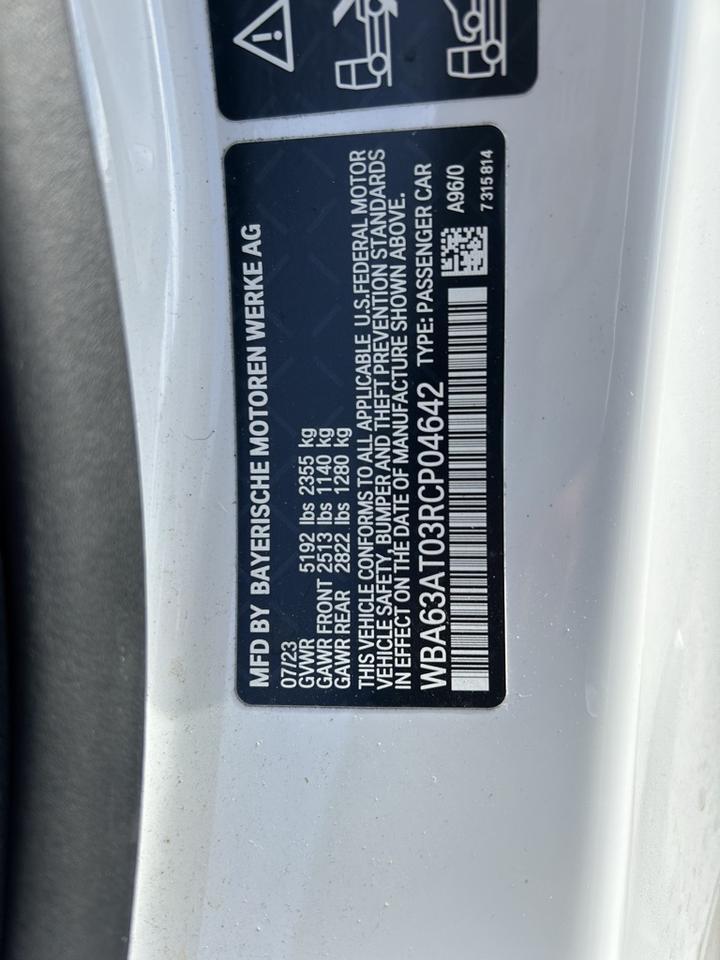 MFD BY BAYERISCHE MOTOREN WERKE AG
07/23
GVWR 5192 lbs 2355 kg
GAWR FRONT 2513 lbs 1140 kg
GAWR REAR 2822 lbs 1280 kg
THIS VEHICLE CONFORMS TO ALL APPLICABLE U.S.FEDERAL MOTOR
VEHICLE SAFETY, BUMPER AND THEFT PREVENTION STANDARDS
IN EFFECT ON THE DATE OF MANUFACTURE SHOWN ABOVE.
WBA63AT03RCP04642 TYPE: PASSENGER CAR
A96/0
7 315 814